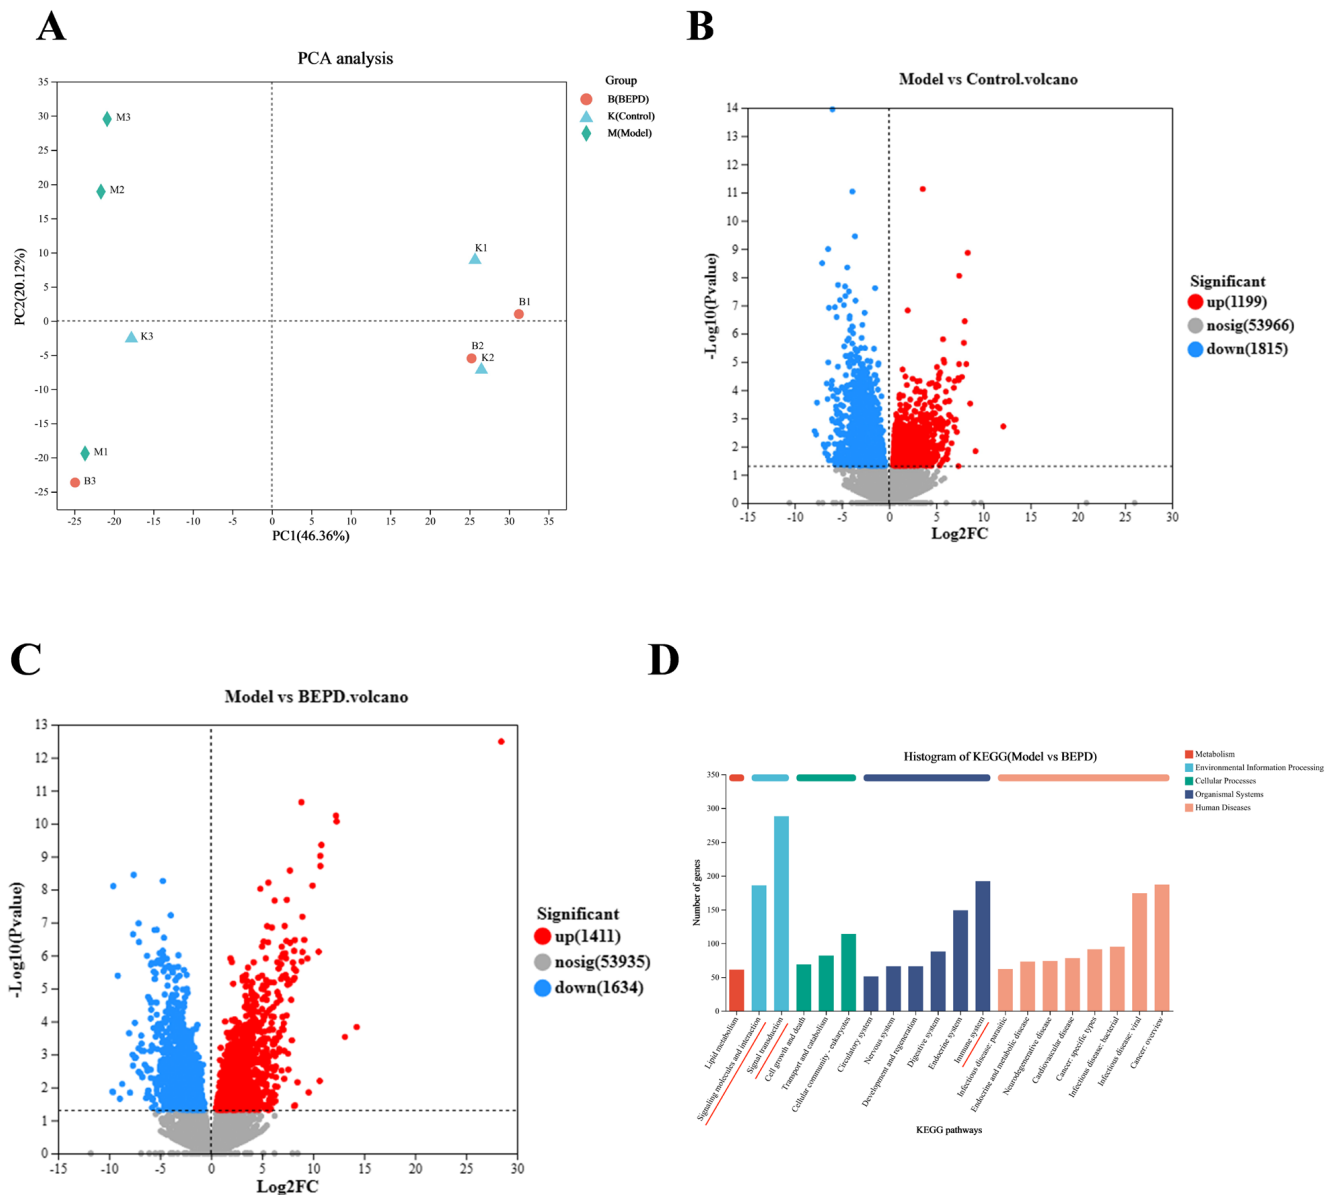 A
PCA analysis
Group
B(BEPD)
K(Control)
M(Model)
35
30
25
20
15
10
5
0
-5
-10
-15
-20
-25
PC2(20.12%)
M3
M2
K1
B1
K3
B2
K2
M1
B3
-25 -20 -15 -10 -5 0 5 10 15 20 25 30 35
PC1(46.36%)
B
Model vs Control.volcano
14
13
12
11
10
9
8
7
6
5
4
3
2
1
0
-Log10(Pvalue)
-15 -10 -5 0 5 10 15 20 25 30
Log2FC
Significant
up(1199)
nosig(53966)
down(1815)
C
Model vs BEPD.volcano
13
12
11
10
9
8
7
6
5
4
3
2
1
0
-Log10(Pvalue)
-15 -10 -5 0 5 10 15 20 25 30
Log2FC
Significant
up(1411)
nosig(53935)
down(1634)
D
Histogram of KEGG(Model vs BEPD)
Metabolism
Environmental Information Processing
Cellular Processes
Organismal Systems
Human Diseases
350
300
250
200
150
100
50
0
Number of genes
Lipid metabolism
Signaling molecules and interaction
Signal transduction
Cell growth and death
Transport and catabolism
Cellular community - eukaryotes
Circulatory system
Nervous system
Development and regeneration
Digestive system
Endocrine system
Immune system
Infectious disease: parasitic
Endocrine and metabolic disease
Neurodegenerative disease
Cardiovascular disease
Cancer: specific types
Infectious disease: bacterial
Infectious disease: viral
Cancer: overview
KEGG pathways